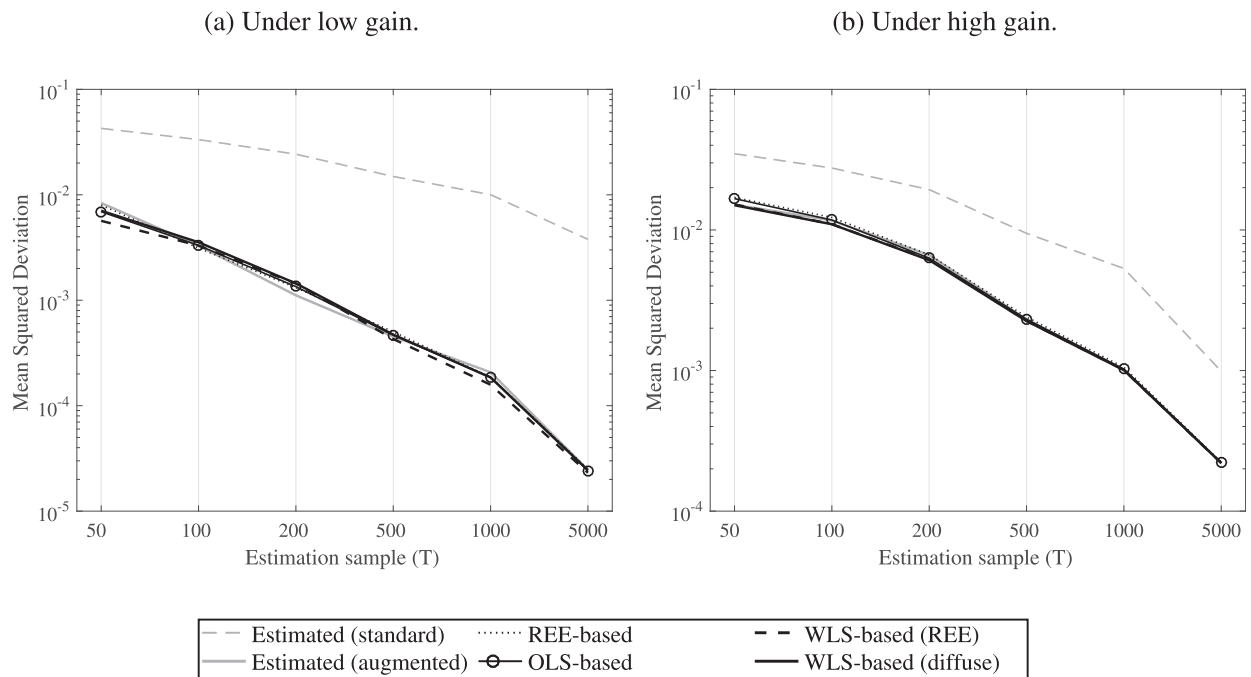 (a) Under low gain.
10^-1
10^-2
10^-3
10^-4
10^-5
Mean Squared Deviation
50 100 200 500 1000 5000
Estimation sample (T)
(b) Under high gain.
10^-1
10^-2
10^-3
10^-4
Mean Squared Deviation
50 100 200 500 1000 5000
Estimation sample (T)
Estimated (standard) REE-based WLS-based (REE)
Estimated (augmented) OLS-based WLS-based (diffuse)